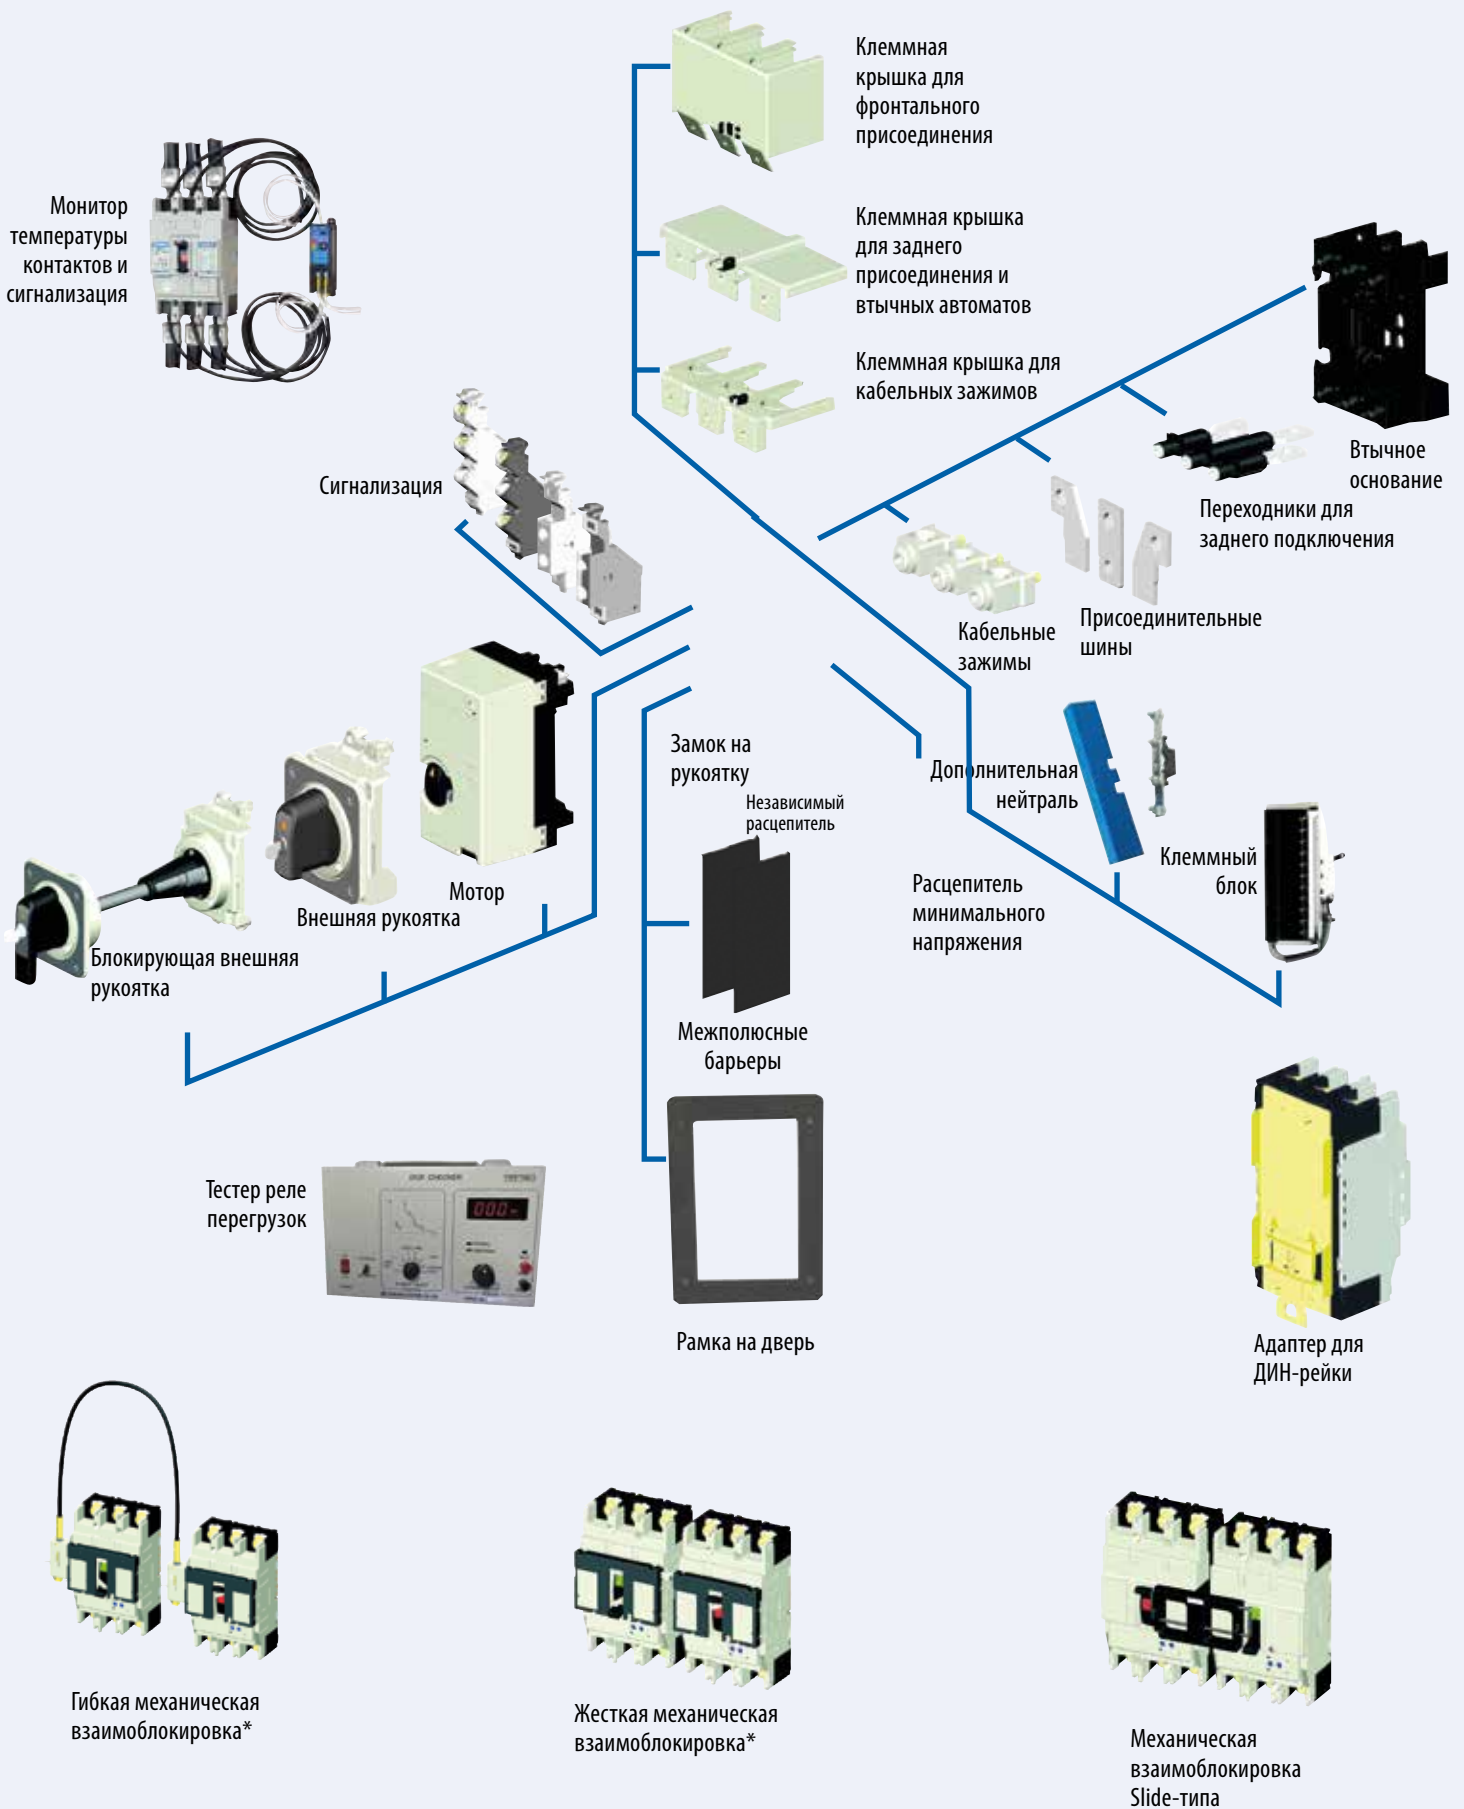 Клеммная
крышка для
фронтального
присоединения
Монитор
температуры
контактов и
сигнализация
Клеммная крышка
для заднего
присоединения и
втычных автоматов
Клеммная крышка для
кабельных зажимов
Втычное
основание
Сигнализация
Переходники для
заднего подключения
Присоединительные
шины
Кабельные
зажимы
Замок на
рукоятку
Независимый
расцепитель
Дополнительная
нейтраль
Клеммный
блок
Расцепитель
минимального
напряжения
Мотор
Внешняя рукоятка
Блокирующая внешняя
рукоятка
Межполюсные
барьеры
Тестер реле
перегрузок
OCR CHECKER
000
Рамка на дверь
Адаптер для
ДИН-рейки
Гибкая механическая
взаимоблокировка*
Жесткая механическая
взаимоблокировка*
Механическая
взаимоблокировка
Slide-типа